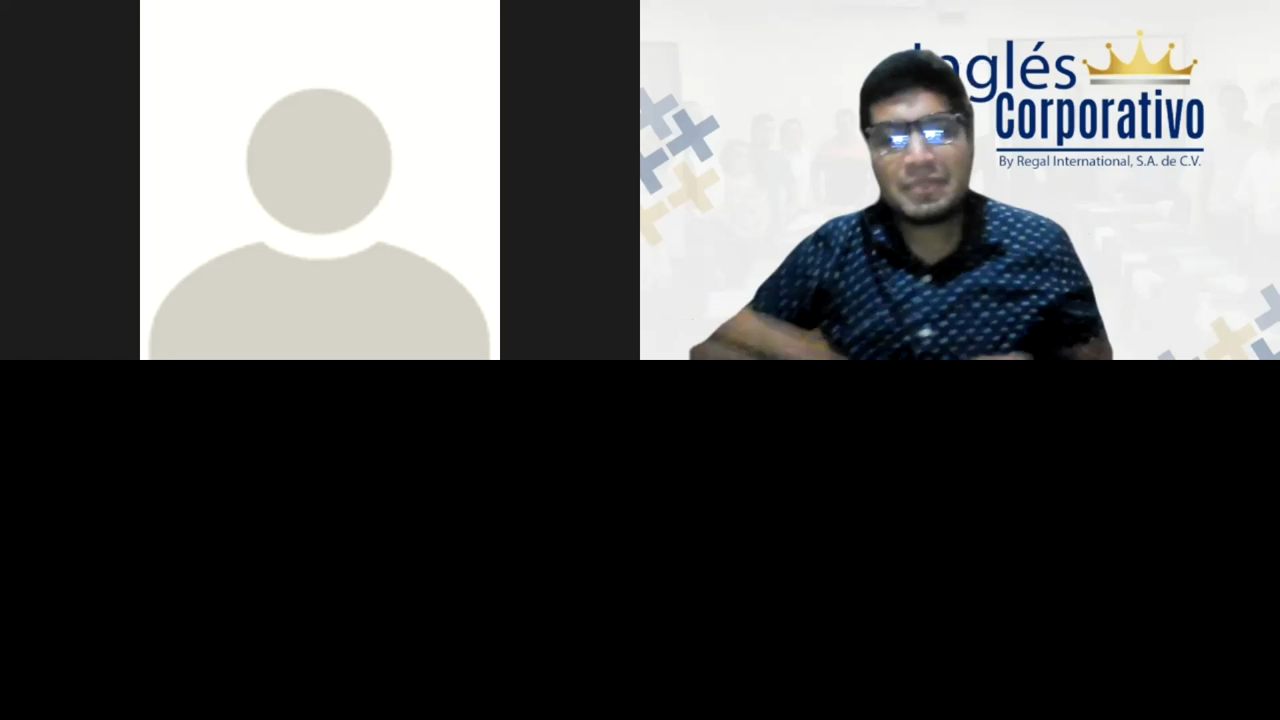 Inglés
Corporativo
By Regal International, S.A. de C.V.